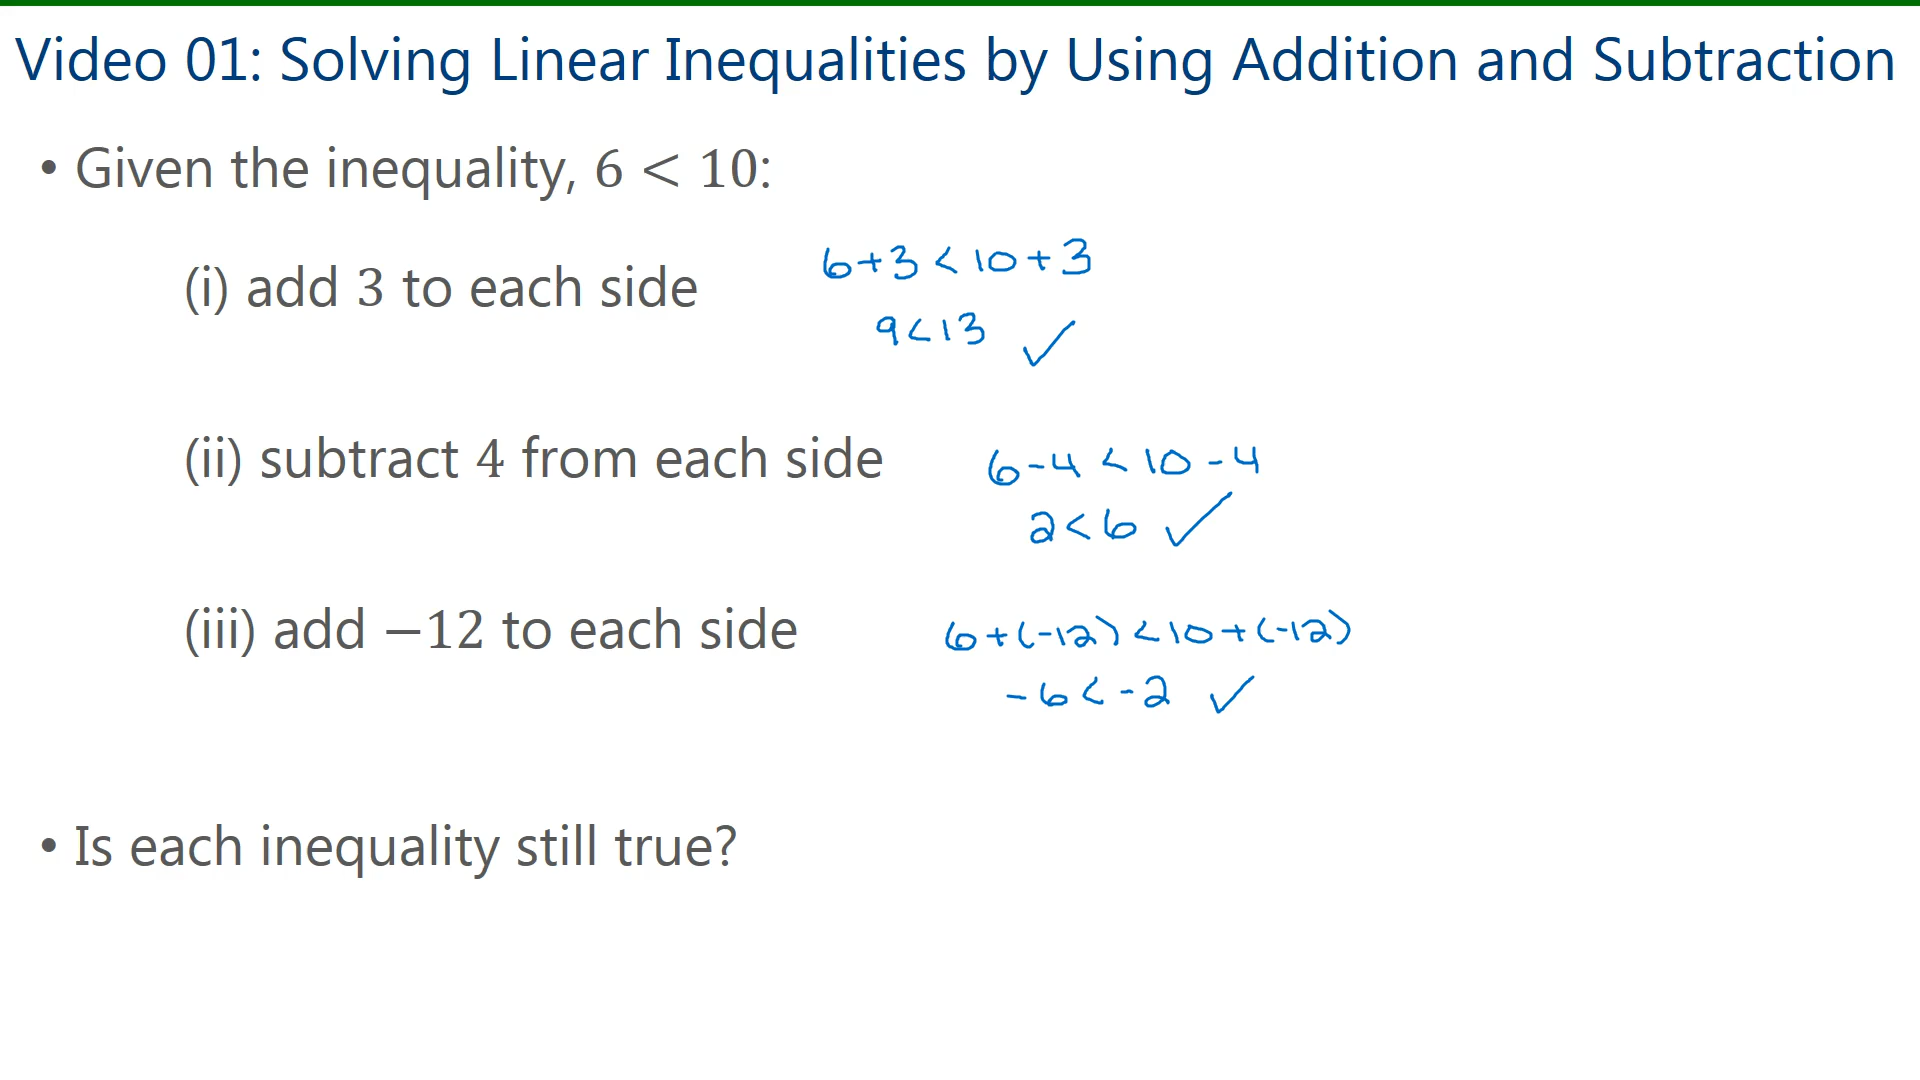 Video 01: Solving Linear Inequalities by Using Addition and Subtraction
• Given the inequality, 6 < 10:
(i) add 3 to each side
6+3 < 10+3
9<13 ✓
(ii) subtract 4 from each side
6-4 < 10-4
2<6 ✓
(iii) add −12 to each side
6+(-12) < 10+(-12)
-6 < -2 ✓
• Is each inequality still true?